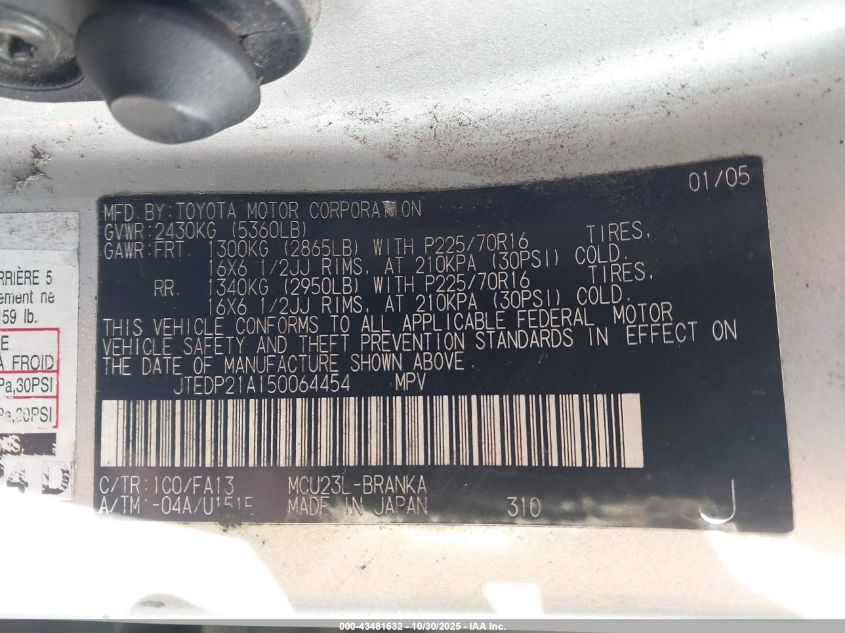 01/05
MFD. BY: TOYOTA MOTOR CORPORATION
GVWR: 2430KG (5360LB)
GAWR: FRT 1300KG (2865LB) WITH P225/70R16 TIRES,
16X6 1/2JJ RIMS, AT 210KPA (30PSI) COLD.
RR. 1340KG (2950LB) WITH P225/70R16 TIRES,
16X6 1/2JJ RIMS, AT 210KPA (30PSI) COLD.
THIS VEHICLE CONFORMS TO ALL APPLICABLE FEDERAL MOTOR
VEHICLE SAFETY AND THEFT PREVENTION STANDARDS IN EFFECT ON
THE DATE OF MANUFACTURE SHOWN ABOVE.
JTEDP21A150064454 MPV
C/TR: 1C0/FA13 MCU23L-BRANKA
A/TM: -04A/U151F MADE IN JAPAN 310 J
RRIÈRE 5
ement ne
59 lb.
E
À FROID
Pa,30PSI
000-43481632 - 10/30/2025 - IAA Inc.